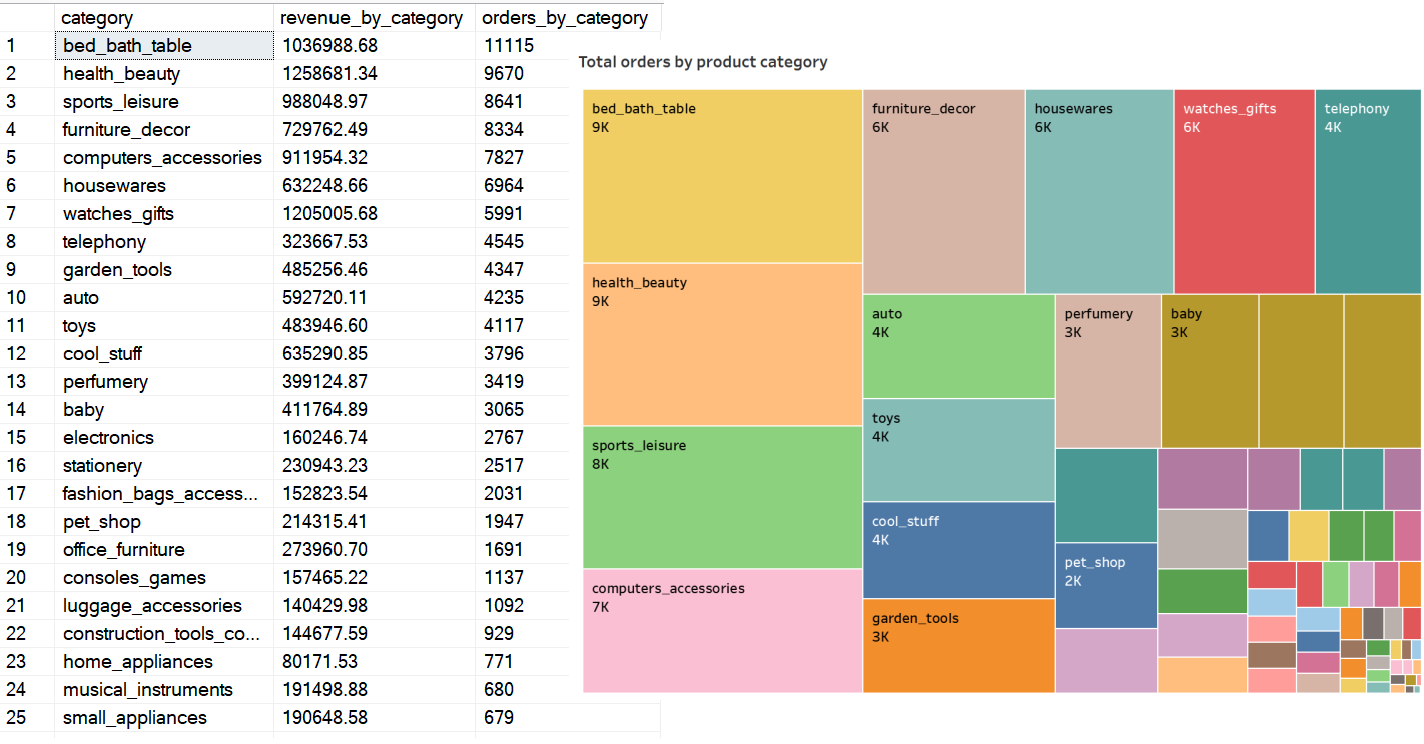 category revenue_by_category orders_by_category
1 bed_bath_table 1036988.68 11115
2 health_beauty 1258681.34 9670
3 sports_leisure 988048.97 8641
4 furniture_decor 729762.49 8334
5 computers_accessories 911954.32 7827
6 housewares 632248.66 6964
7 watches_gifts 1205005.68 5991
8 telephony 323667.53 4545
9 garden_tools 485256.46 4347
10 auto 592720.11 4235
11 toys 483946.60 4117
12 cool_stuff 635290.85 3796
13 perfumery 399124.87 3419
14 baby 411764.89 3065
15 electronics 160246.74 2767
16 stationery 230943.23 2517
17 fashion_bags_access... 152823.54 2031
18 pet_shop 214315.41 1947
19 office_furniture 273960.70 1691
20 consoles_games 157465.22 1137
21 luggage_accessories 140429.98 1092
22 construction_tools_co... 144677.59 929
23 home_appliances 80171.53 771
24 musical_instruments 191498.88 680
25 small_appliances 190648.58 679
Total orders by product category
bed_bath_table
9K
health_beauty
9K
sports_leisure
8K
computers_accessories
7K
furniture_decor
6K
housewares
6K
watches_gifts
6K
telephony
4K
auto
4K
toys
4K
cool_stuff
4K
garden_tools
3K
perfumery
3K
baby
3K
pet_shop
2K